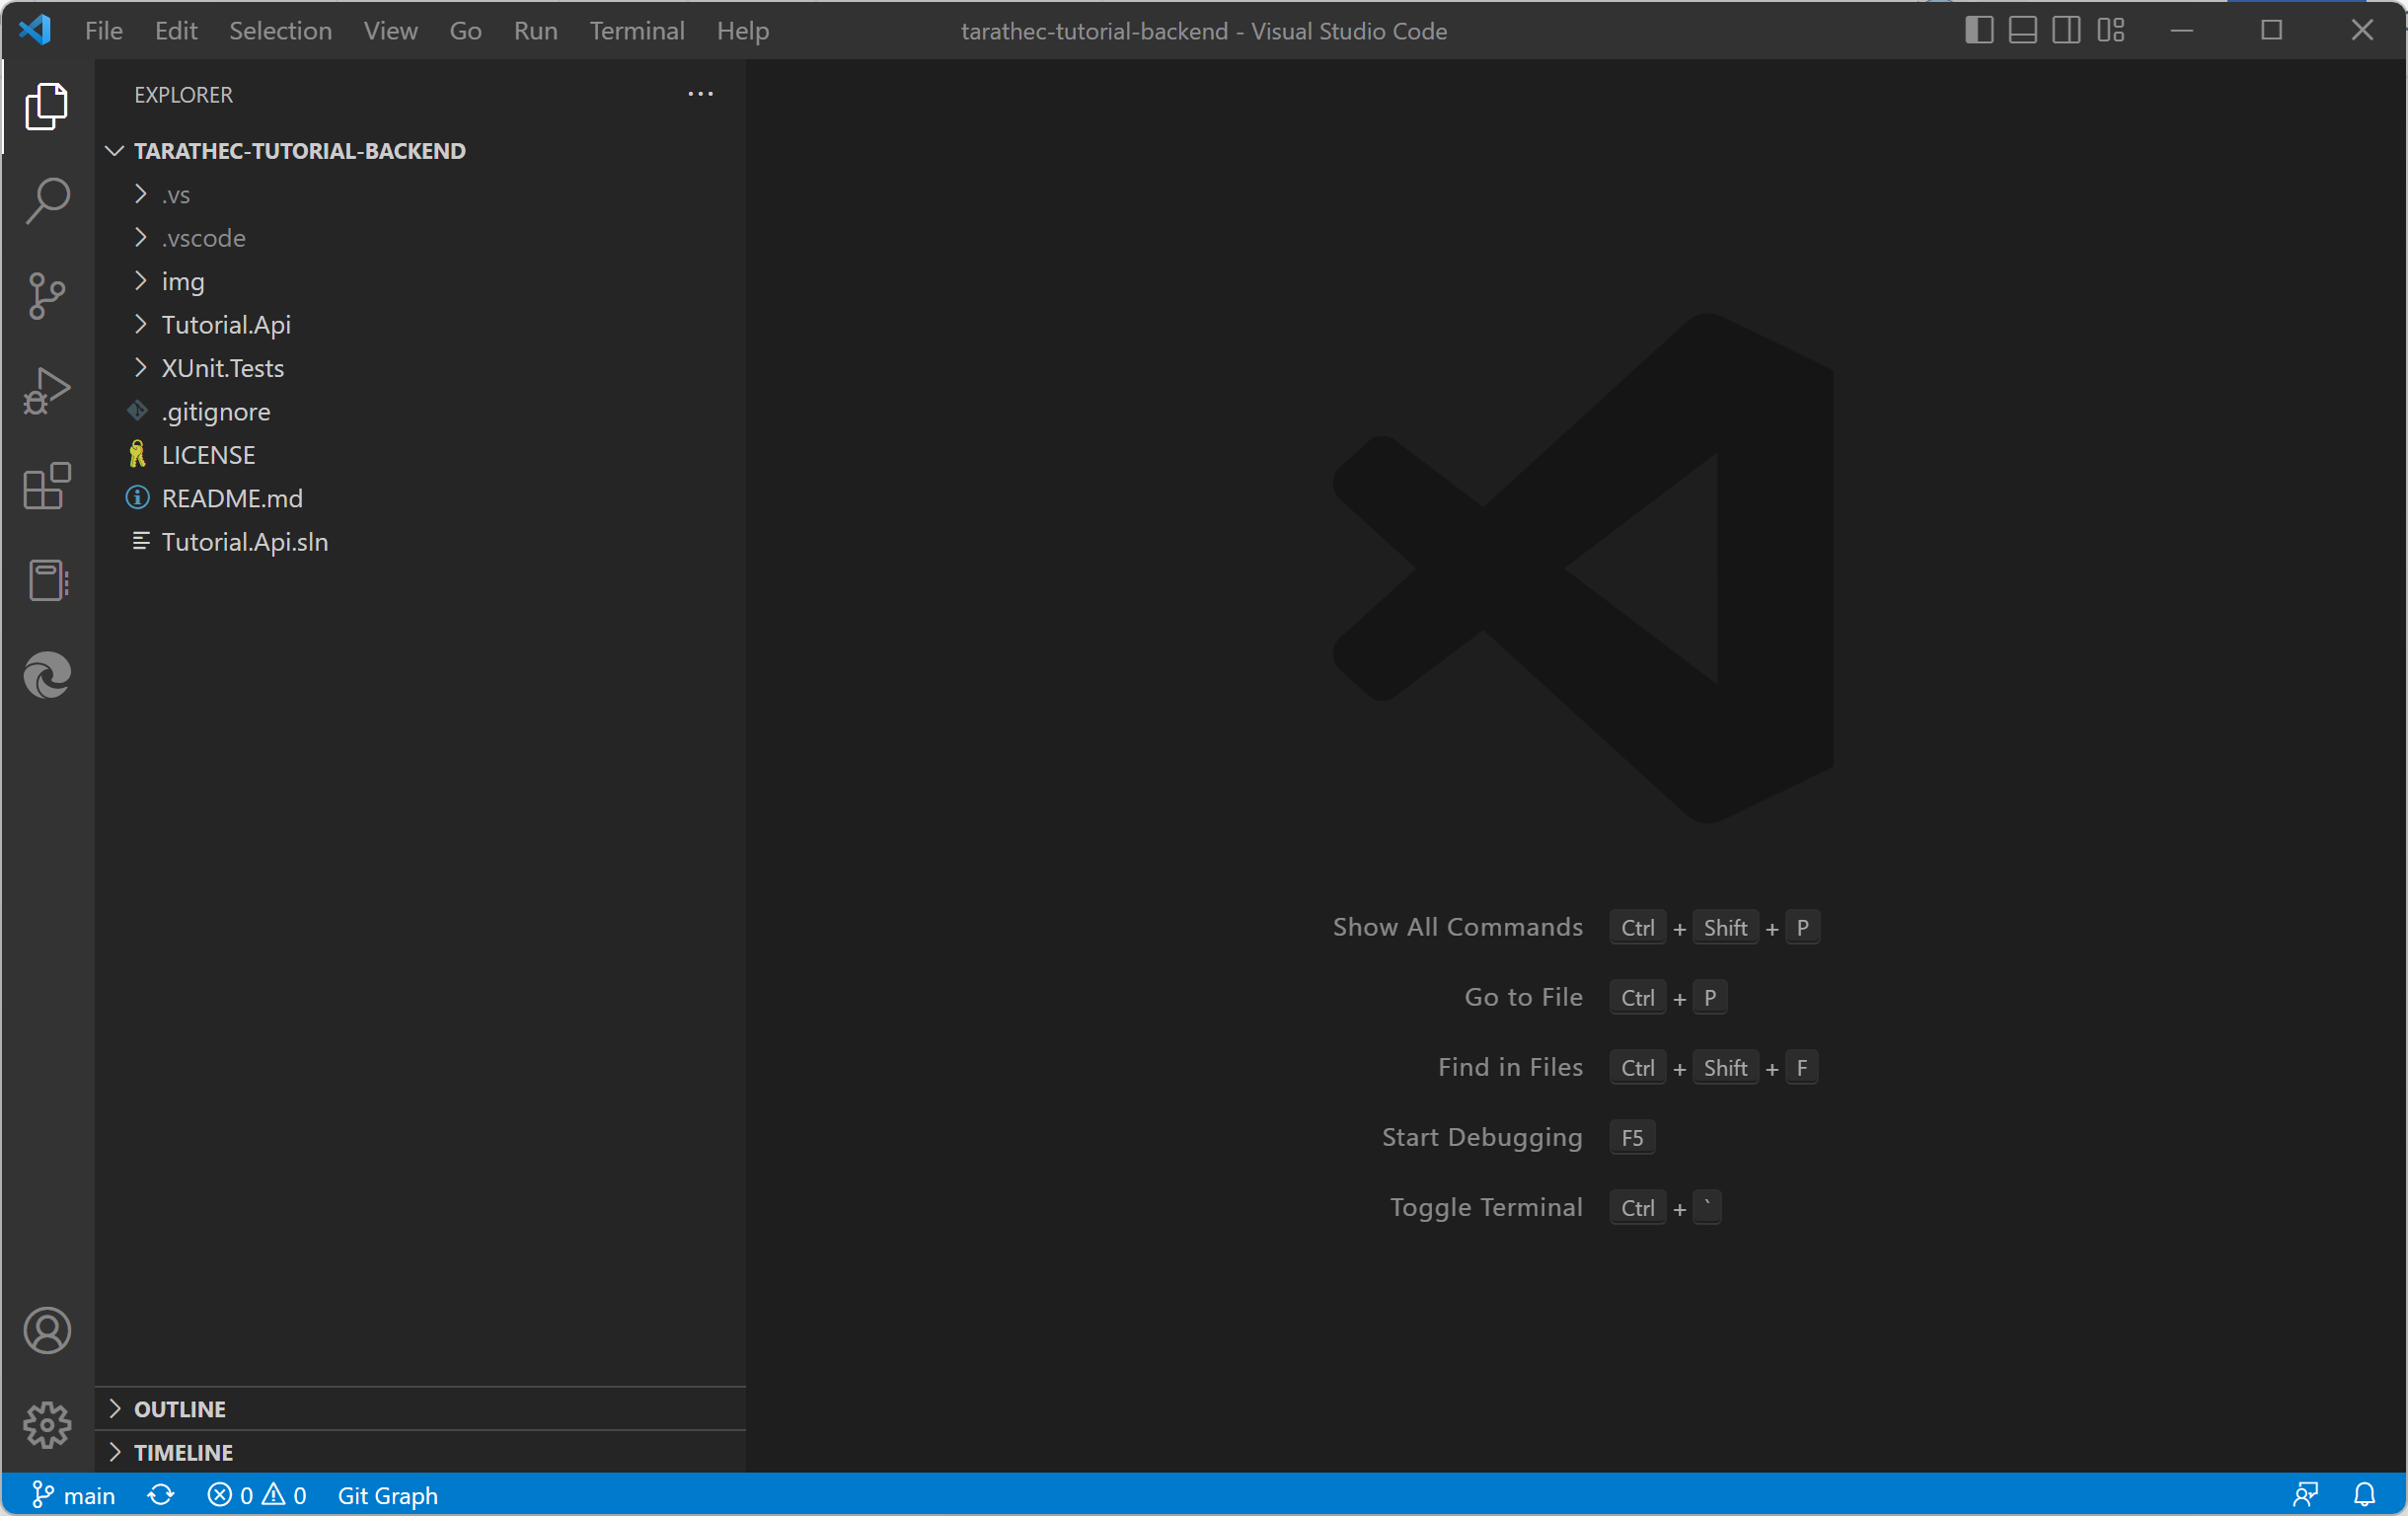 File Edit Selection View Go Run Terminal Help
tarathec-tutorial-backend - Visual Studio Code
EXPLORER
TARATHEC-TUTORIAL-BACKEND
.vs
.vscode
img
Tutorial.Api
XUnit.Tests
.gitignore
LICENSE
README.md
Tutorial.Api.sln
Show All Commands Ctrl + Shift + P
Go to File Ctrl + P
Find in Files Ctrl + Shift + F
Start Debugging F5
Toggle Terminal Ctrl + `
OUTLINE
TIMELINE
main 0 0 Git Graph